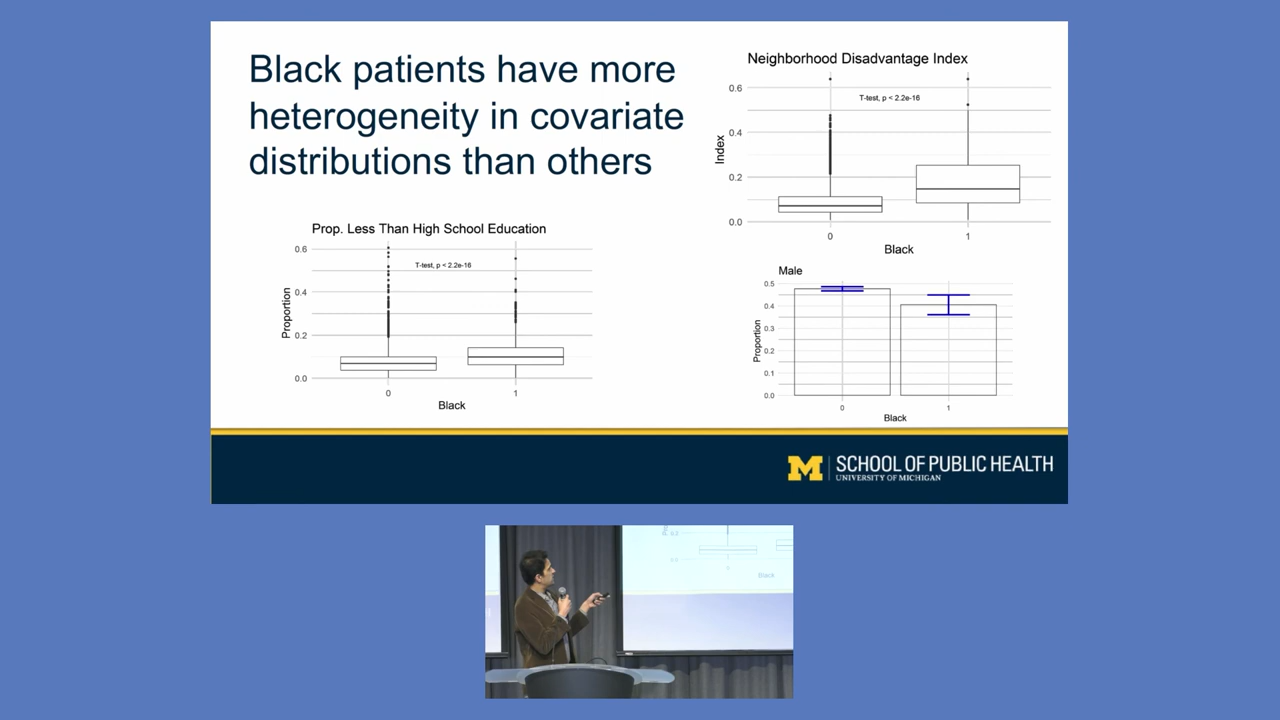 Black patients have more
heterogeneity in covariate
distributions than others
Neighborhood Disadvantage Index
T-test, p < 2.2e-16
0.6
0.4
0.2
0.0
Index
0
1
Black
Prop. Less Than High School Education
T-test, p < 2.2e-16
0.6
0.4
0.2
0.0
Proportion
0
1
Black
Male
0.5
0.4
0.3
0.2
0.1
0.0
Proportion
0
1
Black
M
SCHOOL OF PUBLIC HEALTH
UNIVERSITY OF MICHIGAN
Black